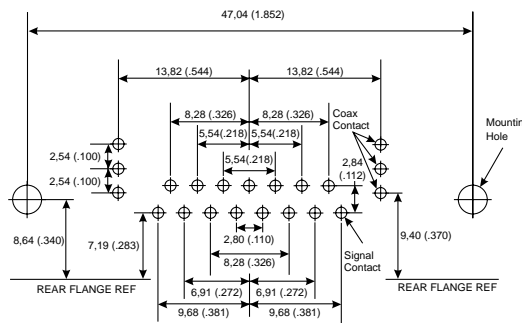 47,04 (1.852)
13,82 (.544) 13,82 (.544)
8,28 (.326) 8,28 (.326)
Coax
Contact
Mountin
Hole
5,54(.218) 5,54(.218)
2,54 (.100)
5,54(.218)
2,84
(.112)
2,54 (.100)
8,64 (.340)
7,19 (.283)
2,80 (.110)
9,40 (.370)
Signal
Contact
8,28 (.326)
REAR FLANGE REF REAR FLANGE REF
6,91 (.272) 6,91 (.272)
9,68 (.381) 9,68 (.381)